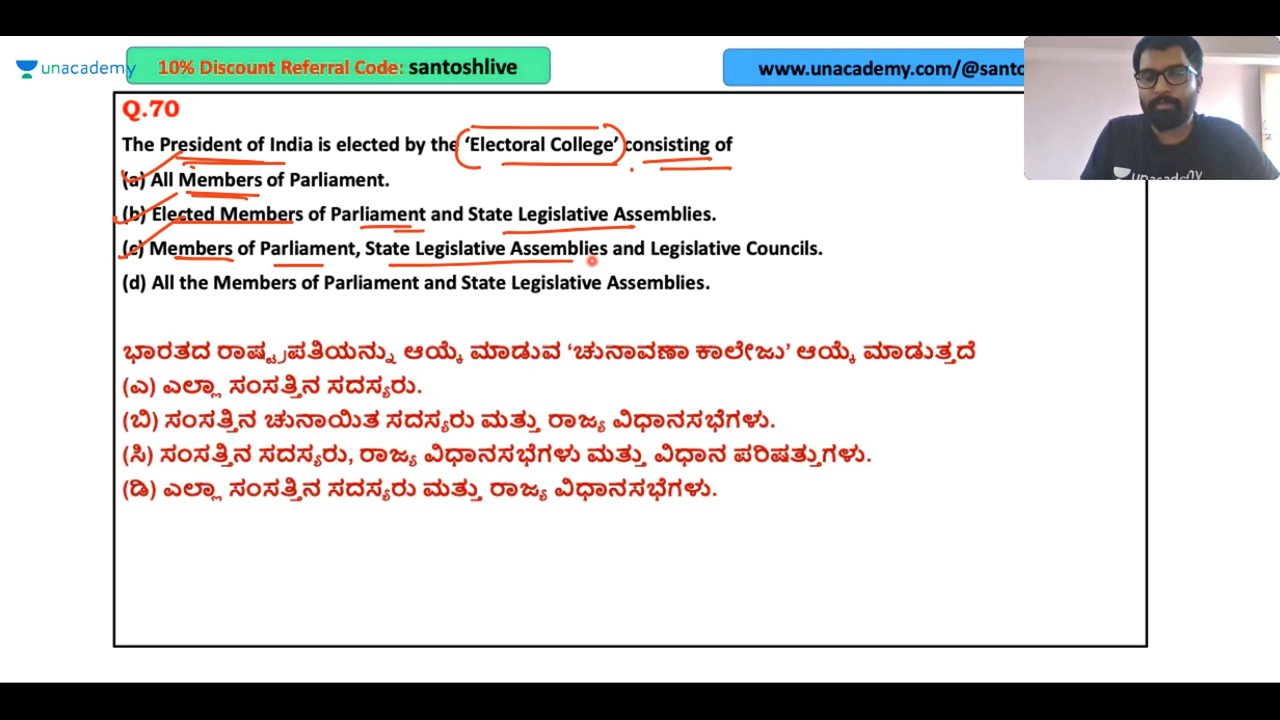 unacademy
10% Discount Referral Code: santoshlive
www.unacademy.com/@santo
unacademy
Q.70
The President of India is elected by the ‘Electoral College’ consisting of
(a) All Members of Parliament.
(b) Elected Members of Parliament and State Legislative Assemblies.
(c) Members of Parliament, State Legislative Assemblies and Legislative Councils.
(d) All the Members of Parliament and State Legislative Assemblies.
ಭಾರತದ ರಾಷ್ಟ್ರಪತಿಯನ್ನು ಆಯ್ಕೆ ಮಾಡುವ ‘ಚುನಾವಣಾ ಕಾಲೇಜು’ ಆಯ್ಕೆ ಮಾಡುತ್ತದೆ
(ಎ) ಎಲ್ಲಾ ಸಂಸತ್ತಿನ ಸದಸ್ಯರು.
(ಬಿ) ಸಂಸತ್ತಿನ ಚುನಾಯಿತ ಸದಸ್ಯರು ಮತ್ತು ರಾಜ್ಯ ವಿಧಾನಸಭೆಗಳು.
(ಸಿ) ಸಂಸತ್ತಿನ ಸದಸ್ಯರು, ರಾಜ್ಯ ವಿಧಾನಸಭೆಗಳು ಮತ್ತು ವಿಧಾನ ಪರಿಷತ್ತುಗಳು.
(ಡಿ) ಎಲ್ಲಾ ಸಂಸತ್ತಿನ ಸದಸ್ಯರು ಮತ್ತು ರಾಜ್ಯ ವಿಧಾನಸಭೆಗಳು.